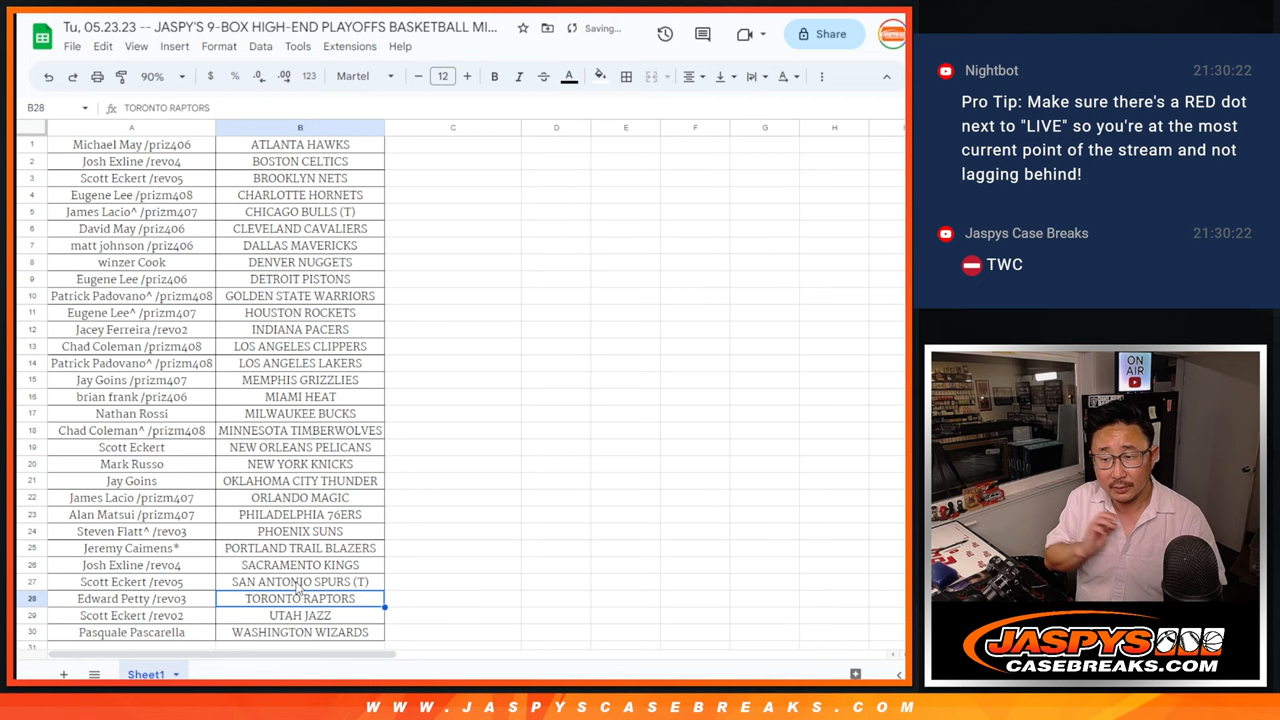 Tu, 05.23.23 -- JASPY'S 9-BOX HIGH-END PLAYOFFS BASKETBALL MI...
Saving...
Share
File Edit View Insert Format Data Tools Extensions Help
90% $ % .0 .00 123 Martel 12 B I A
B28 fx TORONTO RAPTORS
A B C D E F G H
1 Michael May /priz406 ATLANTA HAWKS
2 Josh Exline /revo4 BOSTON CELTICS
3 Scott Eckert /revo5 BROOKLYN NETS
4 Eugene Lee /prizm408 CHARLOTTE HORNETS
5 James Lacio^ /prizm407 CHICAGO BULLS (T)
6 David May /priz406 CLEVELAND CAVALIERS
7 matt johnson /priz406 DALLAS MAVERICKS
8 winzer Cook DENVER NUGGETS
9 Eugene Lee /priz406 DETROIT PISTONS
10 Patrick Padovano^ /prizm408 GOLDEN STATE WARRIORS
11 Eugene Lee^ /prizm407 HOUSTON ROCKETS
12 Jacey Ferreira /revo2 INDIANA PACERS
13 Chad Coleman /prizm408 LOS ANGELES CLIPPERS
14 Patrick Padovano^ /prizm408 LOS ANGELES LAKERS
15 Jay Goins /prizm407 MEMPHIS GRIZZLIES
16 brian frank /priz406 MIAMI HEAT
17 Nathan Rossi MILWAUKEE BUCKS
18 Chad Coleman^ /prizm408 MINNESOTA TIMBERWOLVES
19 Scott Eckert NEW ORLEANS PELICANS
20 Mark Russo NEW YORK KNICKS
21 Jay Goins OKLAHOMA CITY THUNDER
22 James Lacio /prizm407 ORLANDO MAGIC
23 Alan Matsui /prizm407 PHILADELPHIA 76ERS
24 Steven Flatt^ /revo3 PHOENIX SUNS
25 Jeremy Caimens* PORTLAND TRAIL BLAZERS
26 Josh Exline /revo4 SACRAMENTO KINGS
27 Scott Eckert /revo5 SAN ANTONIO SPURS (T)
28 Edward Petty /revo3 TORONTO RAPTORS
29 Scott Eckert /revo2 UTAH JAZZ
30 Pasquale Pascarella WASHINGTON WIZARDS
31
Sheet1
Nightbot 21:30:22
Pro Tip: Make sure there's a RED dot
next to "LIVE" so you're at the most
current point of the stream and not
lagging behind!
Jaspys Case Breaks 21:30:22
TWC
ON
AIR
JASPYS
CASEBREAKS.COM
WWW.JASPYSCASEBREAKS.COM